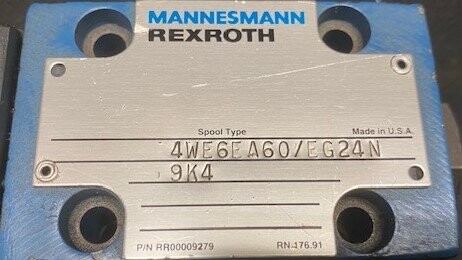 MANNESMANN
REXROTH
Spool Type Made in U.S.A.
4WE6EA60/EG24N
9K4
P/N RR00009279 RN 176.91